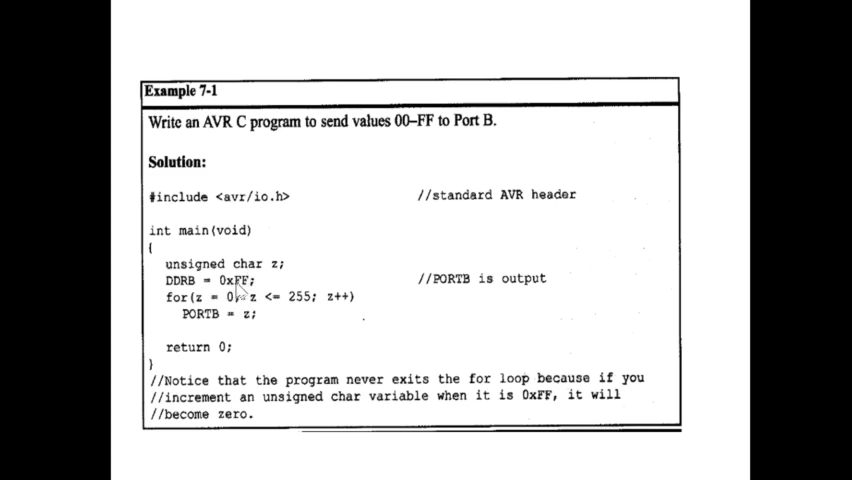 Example 7-1
Write an AVR C program to send values 00–FF to Port B.
Solution:
#include <avr/io.h> //standard AVR header
int main(void)
{
unsigned char z;
DDRB = 0xFF; //PORTB is output
for(z = 0; z <= 255; z++)
PORTB = z;
return 0;
}
//Notice that the program never exits the for loop because if you
//increment an unsigned char variable when it is 0xFF, it will
//become zero.